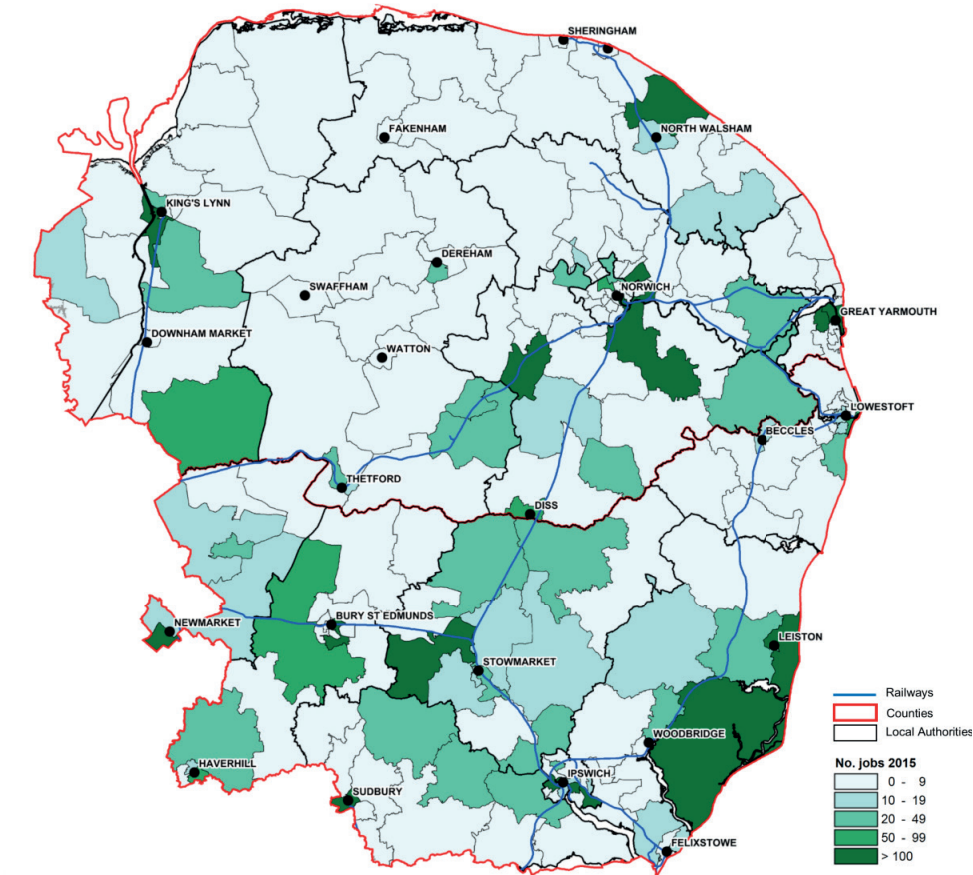 SHERINGHAM
FAKENHAM
NORTH WALSHAM
KING'S LYNN
DEREHAM
SWAFFHAM
NORWICH
GREAT YARMOUTH
DOWNHAM MARKET
WATTON
LOWESTOFT
BECCLES
THETFORD
DISS
NEWMARKET
BURY ST EDMUNDS
LEISTON
STOWMARKET
WOODBRIDGE
HAVERHILL
IPSWICH
SUDBURY
FELIXSTOWE
Railways
Counties
Local Authorities
No. jobs 2015
0 - 9
10 - 19
20 - 49
50 - 99
> 100